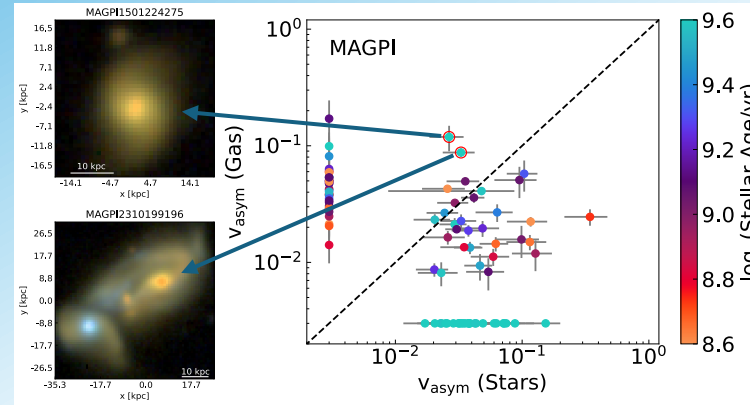 MAGPI1501224275
16.5
11.8
7.1
2.4
-2.4
-7.1
-11.8
-16.5
y [kpc]
10 kpc
-14.1 -4.7 4.7 14.1
x [kpc]
MAGPI2310199196
26.5
17.7
8.8
0.0
-8.8
-17.7
-26.5
y [kpc]
10 kpc
-35.3 -17.7 0.0 17.7
x [kpc]
MAGPI
10⁰
10⁻¹
10⁻²
v_asym (Gas)
10⁻² 10⁻¹ 10⁰
v_asym (Stars)
9.6
9.4
9.2
9.0
8.8
8.6
(Stellar Age/yr)